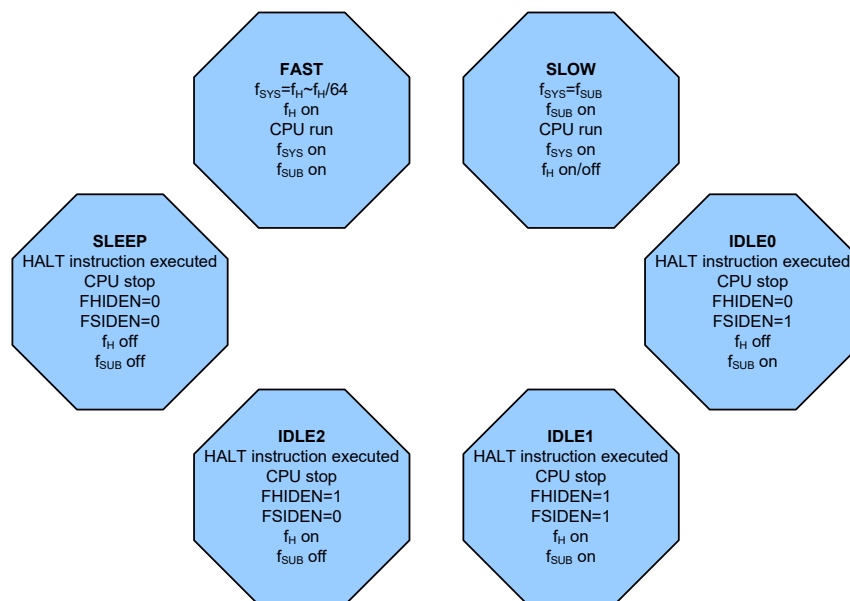 FAST
fSYS=fH~fH/64
fH on
CPU run
fSYS on
fSUB on
SLOW
fSYS=fSUB
fSUB on
CPU run
fSYS on
fH on/off
SLEEP
HALT instruction executed
CPU stop
FHIDEN=0
FSIDEN=0
fH off
fSUB off
IDLE0
HALT instruction executed
CPU stop
FHIDEN=0
FSIDEN=1
fH off
fSUB on
IDLE2
HALT instruction executed
CPU stop
FHIDEN=1
FSIDEN=0
fH on
fSUB off
IDLE1
HALT instruction executed
CPU stop
FHIDEN=1
FSIDEN=1
fH on
fSUB on